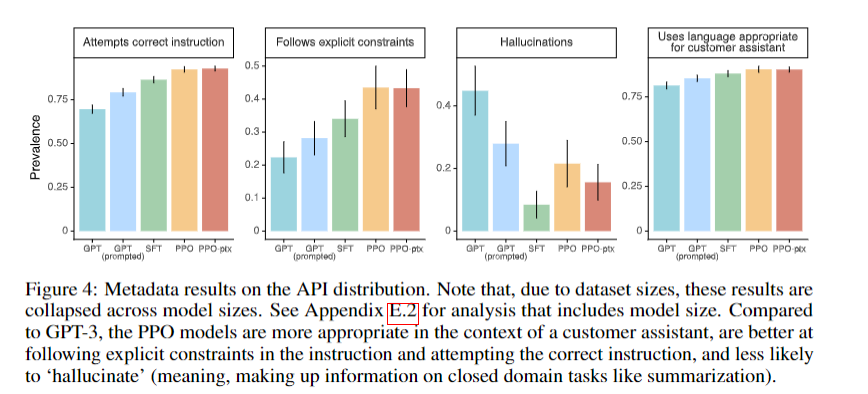 Attempts correct instruction
Follows explicit constraints
Hallucinations
Uses language appropriate
for customer assistant
Prevalence
0.75
0.50
0.25
0
GPT
GPT
(prompted)
SFT
PPO
PPO-ptx
0.5
0.4
0.3
0.2
0.1
0
GPT
GPT
(prompted)
SFT
PPO
PPO-ptx
0.4
0.2
0
GPT
GPT
(prompted)
SFT
PPO
PPO-ptx
0.75
0.50
0.25
0
GPT
GPT
(prompted)
SFT
PPO
PPO-ptx
Figure 4: Metadata results on the API distribution. Note that, due to dataset sizes, these results are
collapsed across model sizes. See Appendix E.2 for analysis that includes model size. Compared
to GPT-3, the PPO models are more appropriate in the context of a customer assistant, are better at
following explicit constraints in the instruction and attempting the correct instruction, and less likely
to ‘hallucinate’ (meaning, making up information on closed domain tasks like summarization).